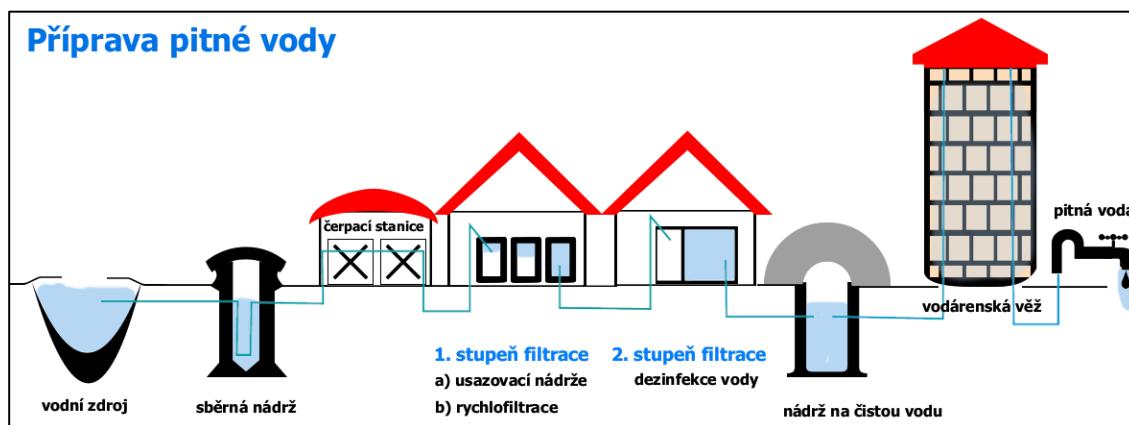 Příprava pitné vody
čerpací stanice
pitná voda
vodárenská věž
1. stupeň filtrace
2. stupeň filtrace
a) usazovací nádrže
dezinfekce vody
b) rychlofiltrace
vodní zdroj
sběrná nádrž
nádrž na čistou vodu